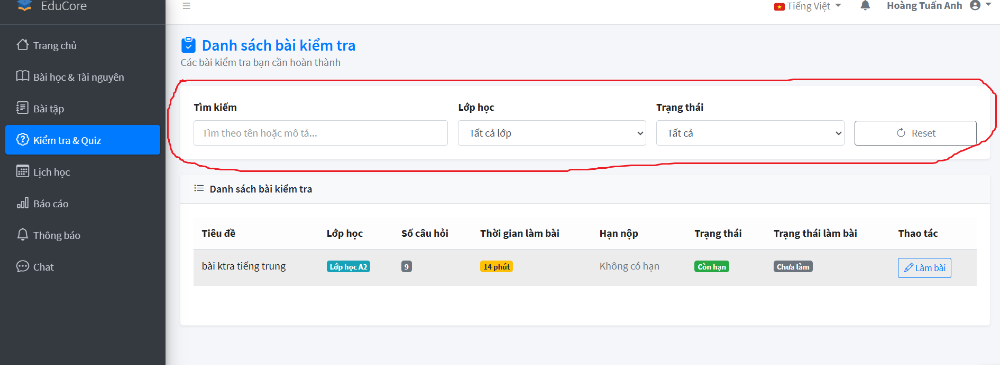 EduCore
Tiếng Việt
Hoàng Tuấn Anh
Trang chủ
Bài học & Tài nguyên
Bài tập
Kiểm tra & Quiz
Lịch học
Báo cáo
Thông báo
Chat
Danh sách bài kiểm tra
Các bài kiểm tra bạn cần hoàn thành
Tìm kiếm
Lớp học
Trạng thái
Tìm theo tên hoặc mô tả...
Tất cả lớp
Tất cả
Reset
Danh sách bài kiểm tra
Tiêu đề Lớp học Số câu hỏi Thời gian làm bài Hạn nộp Trạng thái Trạng thái làm bài Thao tác
bài ktra tiếng trung Lớp học A2 9 14 phút Không có hạn Còn hạn Chưa làm Làm bài